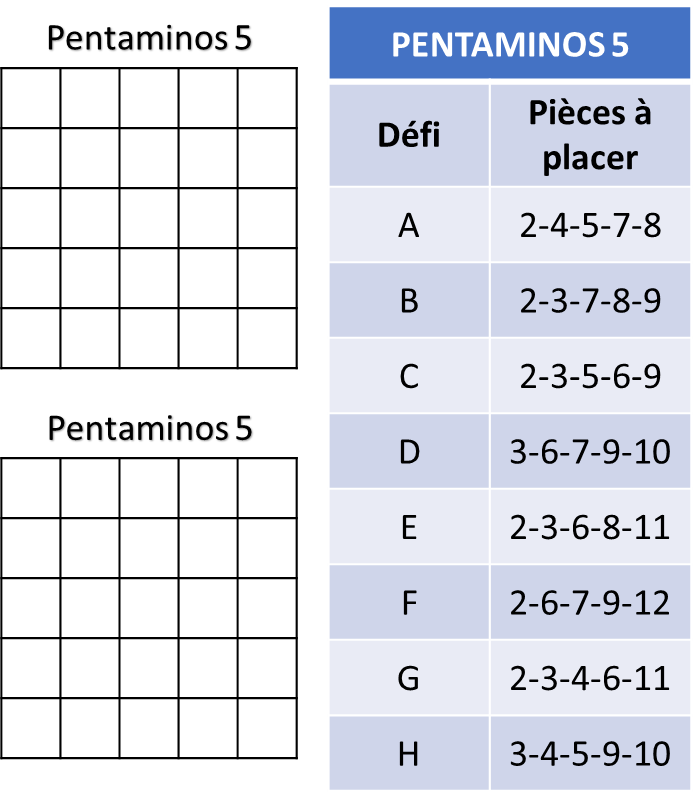 Pentaminos 5
Pentaminos 5
PENTAMINOS 5
Défi
Pièces à
placer
A
2-4-5-7-8
B
2-3-7-8-9
C
2-3-5-6-9
D
3-6-7-9-10
E
2-3-6-8-11
F
2-6-7-9-12
G
2-3-4-6-11
H
3-4-5-9-10